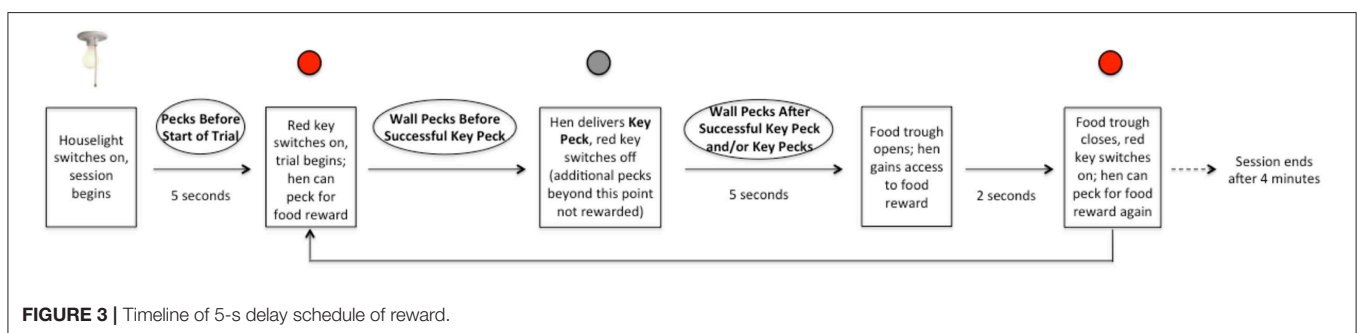 Houselight
switches on,
session
begins
Pecks Before
Start of Trial
5 seconds
Red key
switches on,
trial begins;
hen can
peck for
food reward
Wall Pecks Before
Successful Key Peck
Hen delivers Key
Peck, red key
switches off
(additional pecks
beyond this point
not rewarded)
Wall Pecks After
Successful Key Peck
and/or Key Pecks
5 seconds
Food trough
opens; hen
gains access
to food
reward
2 seconds
Food trough
closes, red
key switches
on; hen can
peck for food
reward again
Session ends
after 4 minutes
FIGURE 3 | Timeline of 5-s delay schedule of reward.